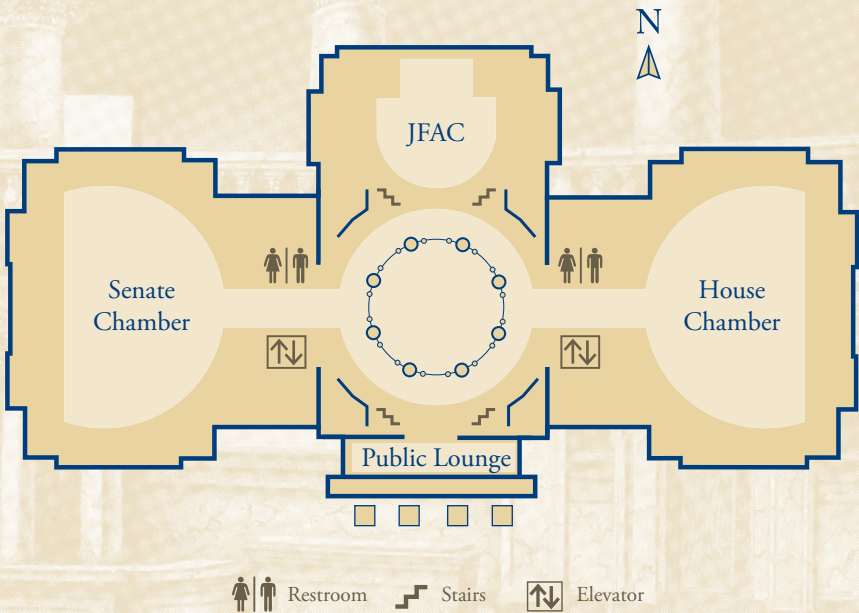 N
JFAC
Senate
Chamber
House
Chamber
Public Lounge
Restroom
Stairs
Elevator